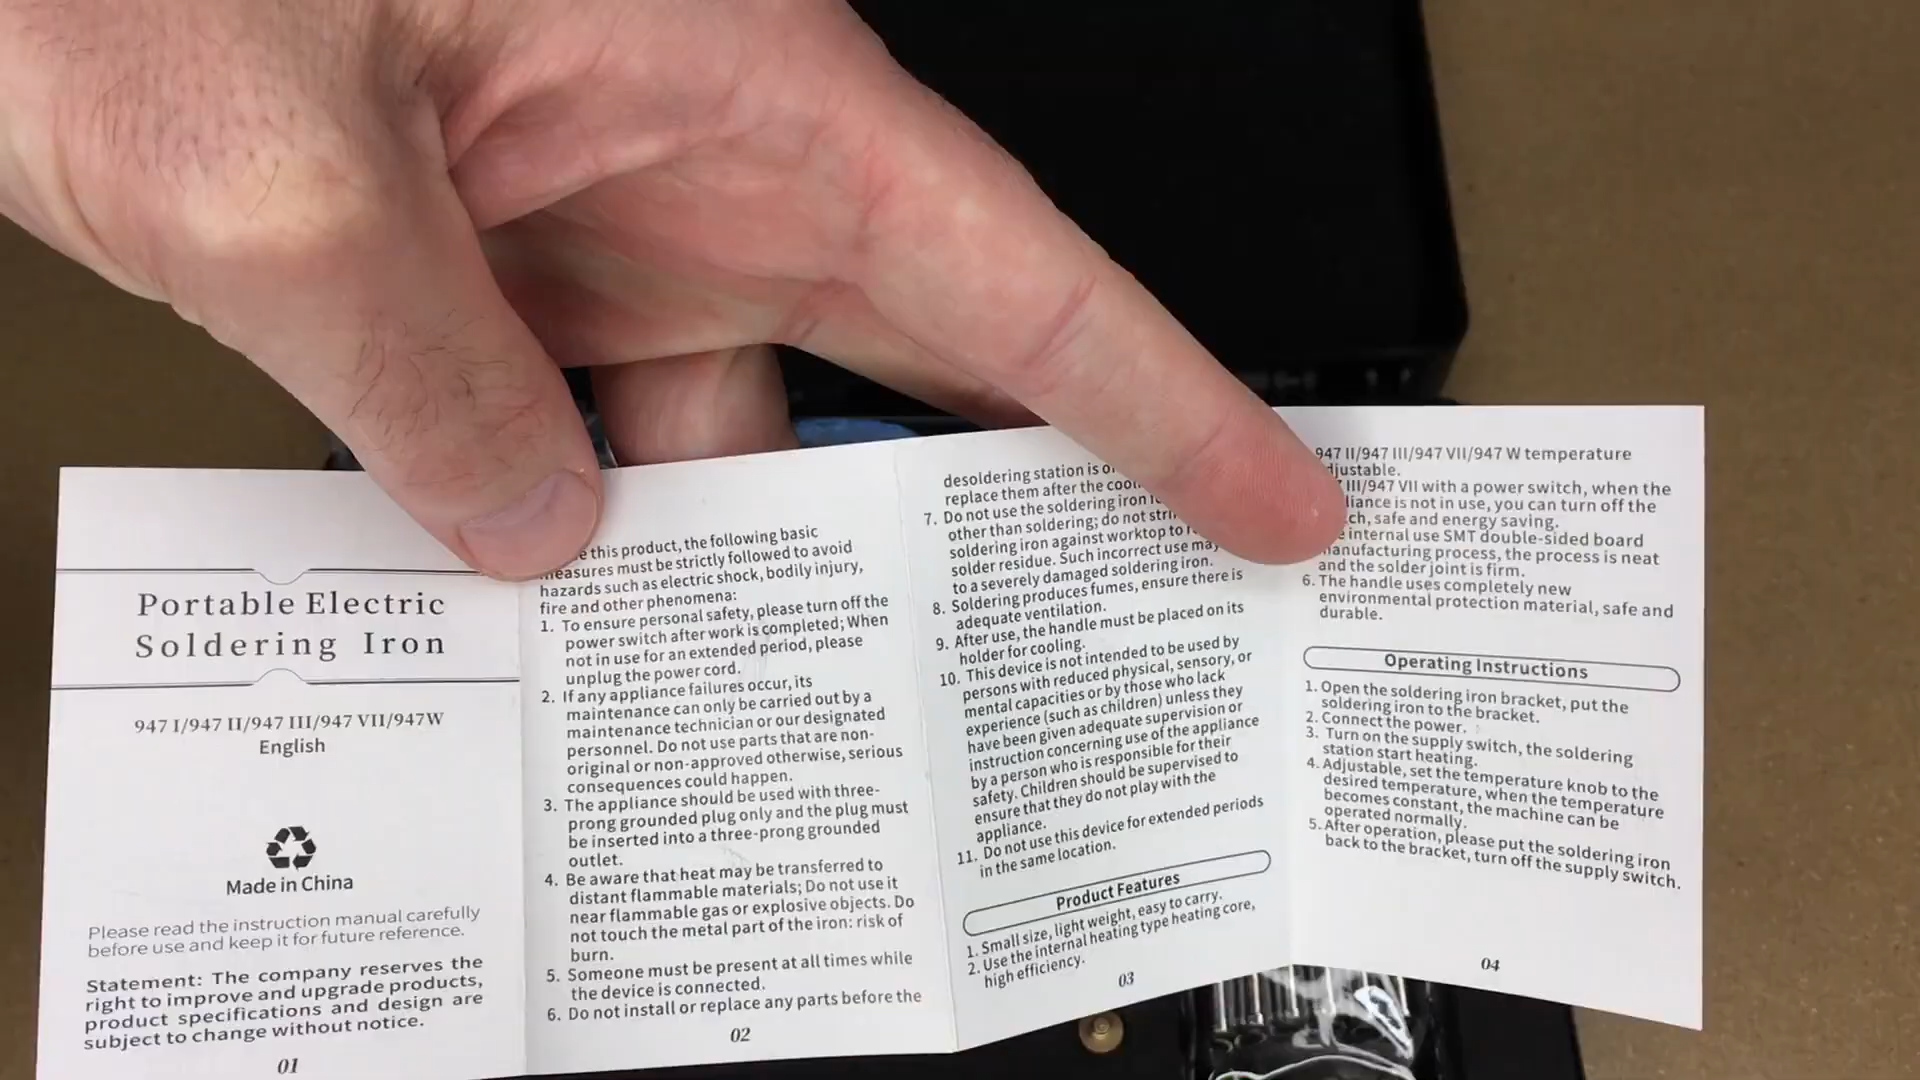 Portable Electric
Soldering Iron
947 I/947 II/947 III/947 VII/947W
English
Made in China
Please read the instruction manual carefully
before use and keep it for future reference.
Statement: The company reserves the
right to improve and upgrade products,
product specifications and design are
subject to change without notice.
01
this product, the following basic
measures must be strictly followed to avoid
hazards such as electric shock, bodily injury,
fire and other phenomena:
1. To ensure personal safety, please turn off the
power switch after work is completed; When
not in use for an extended period, please
unplug the power cord.
2. If any appliance failures occur, its
maintenance can only be carried out by a
maintenance technician or our designated
personnel. Do not use parts that are non-
original or non-approved otherwise, serious
consequences could happen.
3. The appliance should be used with three-
prong grounded plug only and the plug must
be inserted into a three-prong grounded
outlet.
4. Be aware that heat may be transferred to
distant flammable materials; Do not use it
near flammable gas or explosive objects. Do
not touch the metal part of the iron: risk of
burn.
5. Someone must be present at all times while
the device is connected.
6. Do not install or replace any parts before the
02
desoldering station is
replace them after the
7. Do not use the soldering iron
other than soldering; do not
soldering iron against worktop to
solder residue. Such incorrect use may
to a severely damaged soldering iron.
8. Soldering produces fumes, ensure there is
adequate ventilation.
9. After use, the handle must be placed on its
holder for cooling.
10. This device is not intended to be used by
persons with reduced physical, sensory, or
mental capacities or by those who lack
experience (such as children) unless they
have been given adequate supervision or
instruction concerning use of the appliance
by a person who is responsible for their
safety. Children should be supervised to
ensure that they do not play with the
appliance.
11. Do not use this device for extended periods
in the same location.
Product Features
1. Small size, light weight, easy to carry.
2. Use the internal heating type heating core,
high efficiency.
03
947 II/947 III/947 VII/947 W temperature
III/947 VII with a power switch, when the
is not in use, you can turn off the
safe and energy saving.
internal use SMT double-sided board
manufacturing process, the process is neat
and the solder joint is firm.
6. The handle uses completely new
environmental protection material, safe and
durable.
Operating Instructions
1. Open the soldering iron bracket, put the
soldering iron to the bracket.
2. Connect the power.
3. Turn on the supply switch, the soldering
station start heating.
4. Adjustable, set the temperature knob to the
desired temperature, when the temperature
becomes constant, the machine can be
operated normally.
5. After operation, please put the soldering iron
back to the bracket, turn off the supply switch.
04